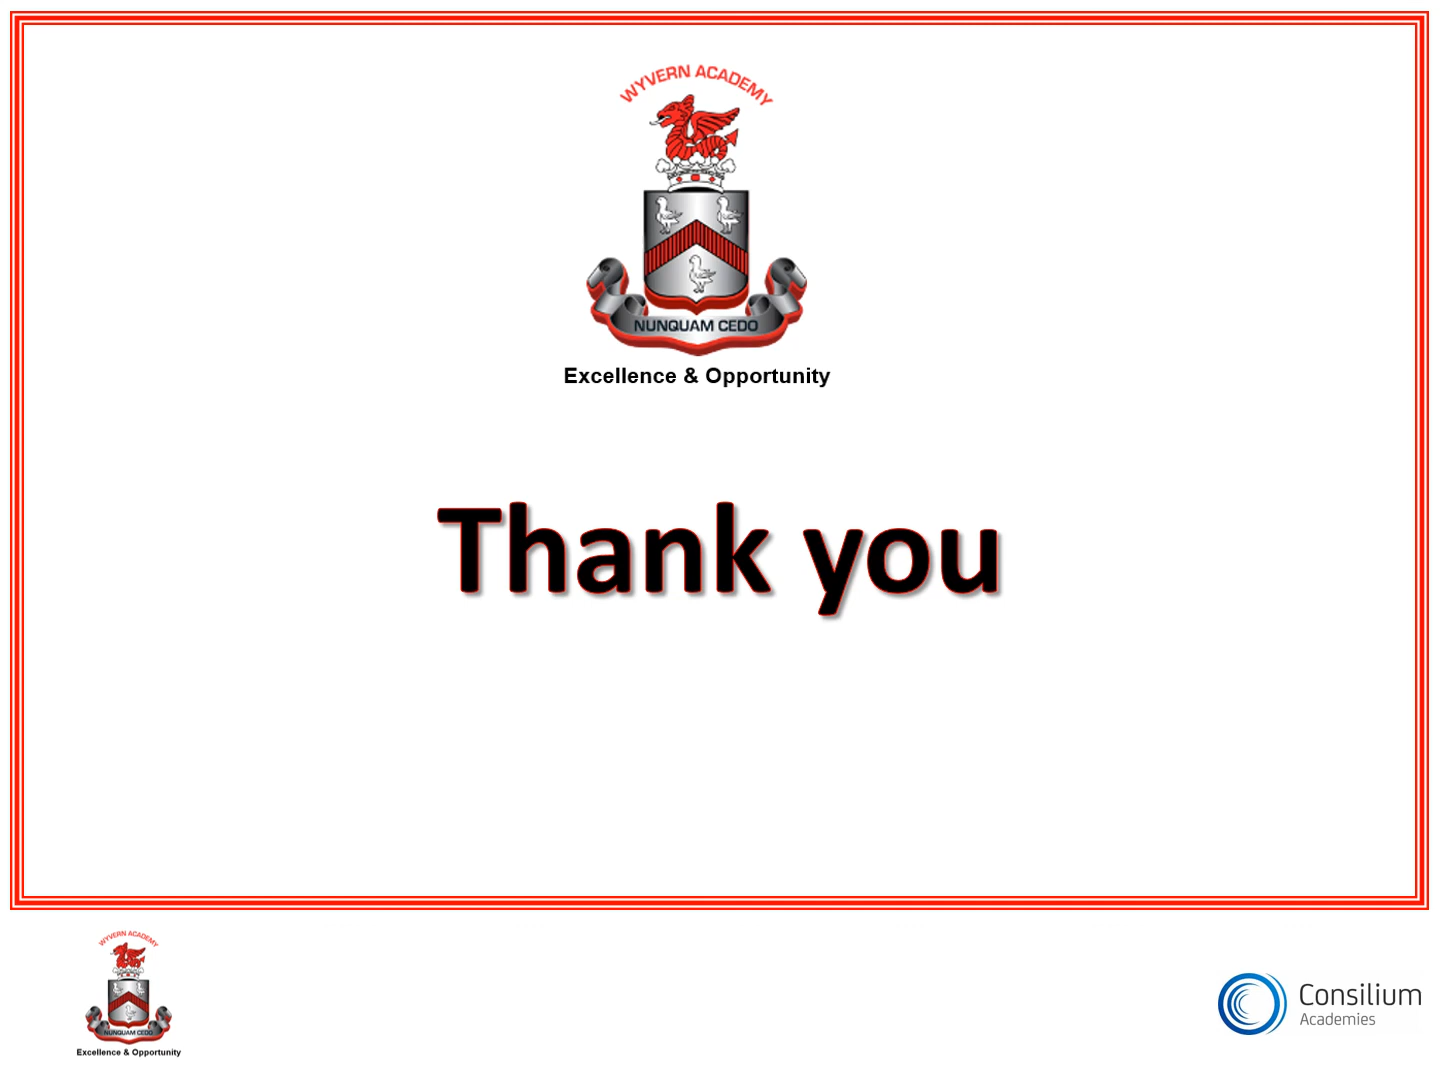 WYVERN ACADEMY
NUNQUAM CEDO
Excellence & Opportunity
Thank you
WYVERN ACADEMY
NUNQUAM CEDO
Excellence & Opportunity
Consilium
Academies